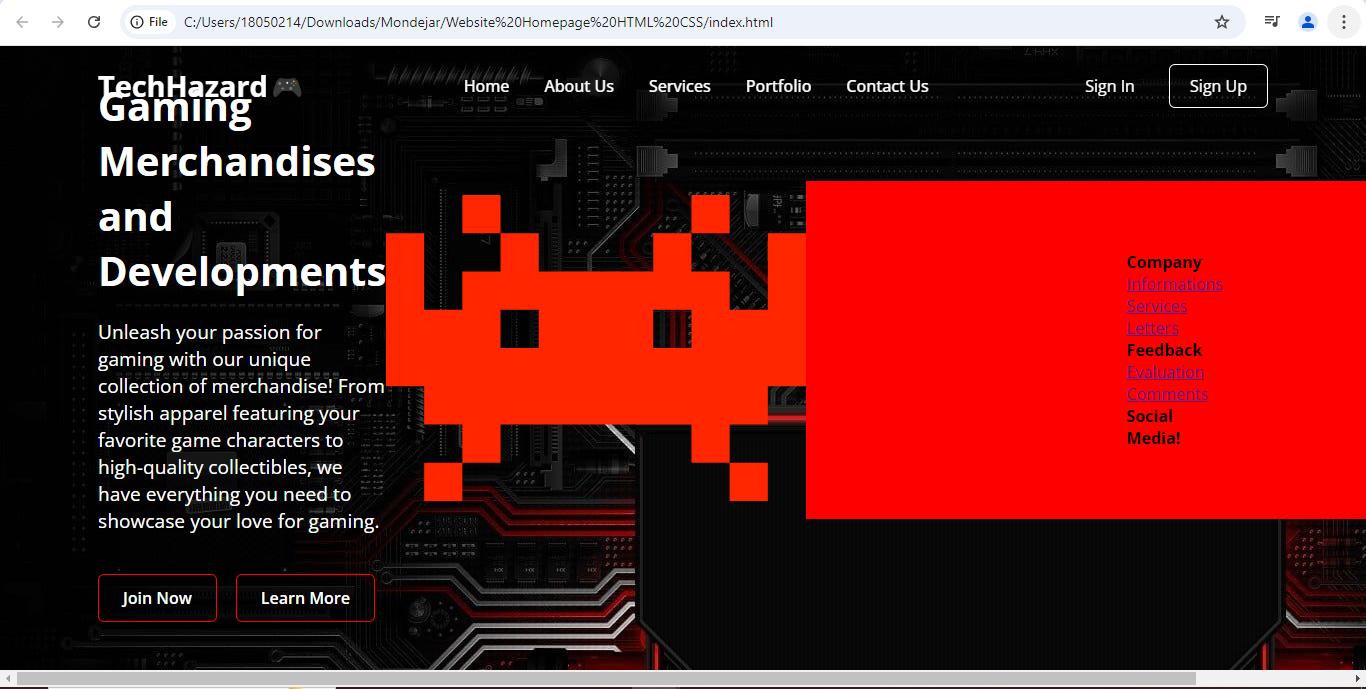 File C:/Users/18050214/Downloads/Mondejar/Website%20Homepage%20HTML%20CSS/index.html
TechHazard
Home About Us Services Portfolio Contact Us Sign In Sign Up
Gaming
Merchandises
and
Developments
Unleash your passion for
gaming with our unique
collection of merchandise! From
stylish apparel featuring your
favorite game characters to
high-quality collectibles, we
have everything you need to
showcase your love for gaming.
Join Now Learn More
Company
Informations
Services
Letters
Feedback
Evaluation
Comments
Social
Media!